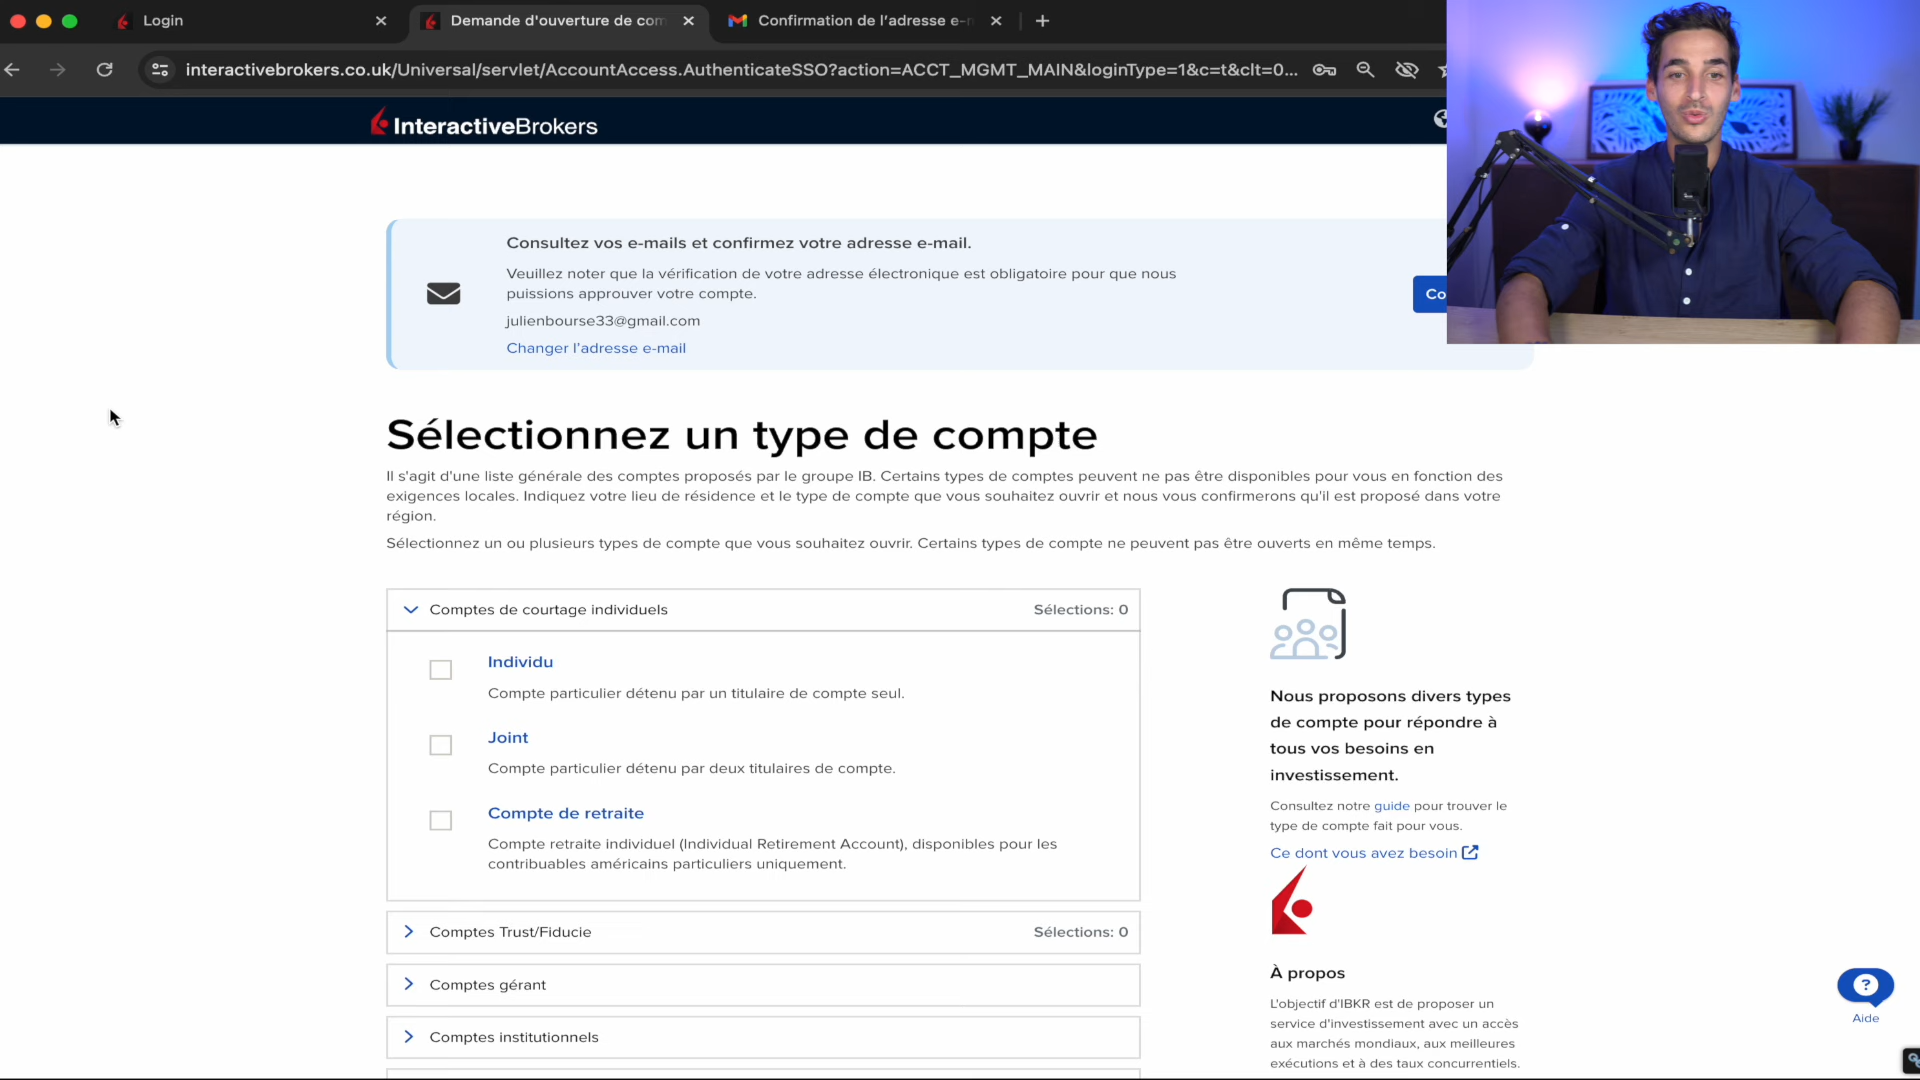 Login
Demande d'ouverture de com
Confirmation de l'adresse e-
interactivebrokers.co.uk/Universal/servlet/AccountAccess.AuthenticateSSO?action=ACCT_MGMT_MAIN&loginType=1&c=t&clt=0...
InteractiveBrokers
Consultez vos e-mails et confirmez votre adresse e-mail.
Veuillez noter que la vérification de votre adresse électronique est obligatoire pour que nous
puissions approuver votre compte.
julienbourse33@gmail.com
Changer l'adresse e-mail
Co
Sélectionnez un type de compte
Il s'agit d'une liste générale des comptes proposés par le groupe IB. Certains types de comptes peuvent ne pas être disponibles pour vous en fonction des
exigences locales. Indiquez votre lieu de résidence et le type de compte que vous souhaitez ouvrir et nous vous confirmerons qu'il est proposé dans votre
région.
Sélectionnez un ou plusieurs types de compte que vous souhaitez ouvrir. Certains types de compte ne peuvent pas être ouverts en même temps.
Comptes de courtage individuels
Sélections: 0
Individu
Compte particulier détenu par un titulaire de compte seul.
Joint
Compte particulier détenu par deux titulaires de compte.
Compte de retraite
Compte retraite individuel (Individual Retirement Account), disponibles pour les
contribuables américains particuliers uniquement.
Comptes Trust/Fiducie
Sélections: 0
Comptes gérant
Comptes institutionnels
Nous proposons divers types
de compte pour répondre à
tous vos besoins en
investissement.
Consultez notre guide pour trouver le
type de compte fait pour vous.
Ce dont vous avez besoin
À propos
L'objectif d'IBKR est de proposer un
service d'investissement avec un accès
aux marchés mondiaux, aux meilleures
exécutions et à des taux concurrentiels.
?
Aide